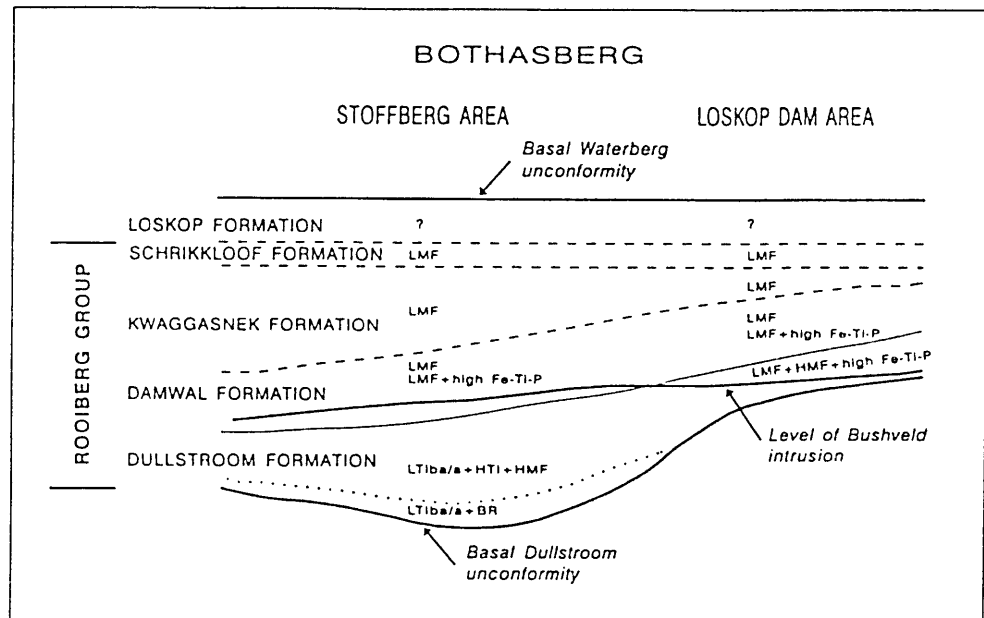 BOTHASBERG
STOFFBERG AREA
LOSKOP DAM AREA
Basal Waterberg
unconformity
LOSKOP FORMATION
?
?
SCHRIKKLOOF FORMATION
LMF
LMF
LMF
KWAGGASNEK FORMATION
LMF
LMF
LMF+high Fe-Ti-P
LMF
LMF+high Fe-Ti-P
LMF+HMF+high Fe-Ti-P
DAMWAL FORMATION
ROOIBERG GROUP
Level of Bushveld
intrusion
DULLSTROOM FORMATION
LTIba/a+HTI+HMF
LTIba/a+BR
Basal Dullstroom
unconformity